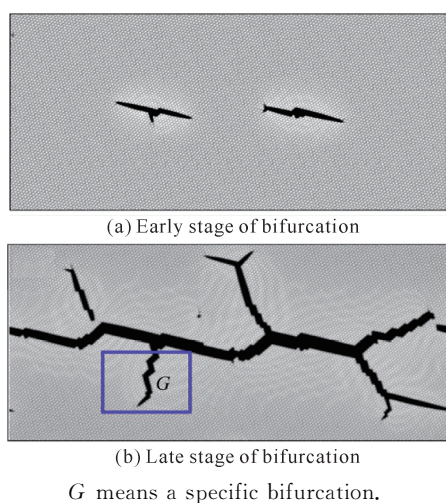 (a) Early stage of bifurcation
G
(b) Late stage of bifurcation
G means a specific bifurcation.